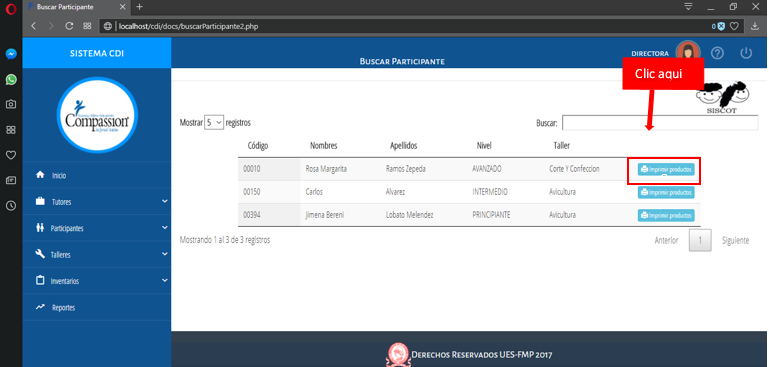 Buscar Participante
localhost/cdi/docs/buscarParticipante2.php
0
SISTEMA CDI
DIRECTORA
BUSCAR PARTICIPANTE
Clic aqui
Compassion
SISCOT
Mostrar 5 registros
Buscar:
Código Nombres Apellidos Nivel Taller
00010 Rosa Margarita Ramos Zepeda AVANZADO Corte Y Confeccion Imprimir productos
00150 Carlos Alvarez INTERMEDIO Avicultura Imprimir productos
00394 Jimena Bereni Lobato Melendez PRINCIPIANTE Avicultura Imprimir productos
Mostrando 1 al 3 de 3 registros
Anterior 1 Siguiente
Inicio
Tutores
Participantes
Talleres
Inventarios
Reportes
DERECHOS RESERVADOS UES-FMP 2017